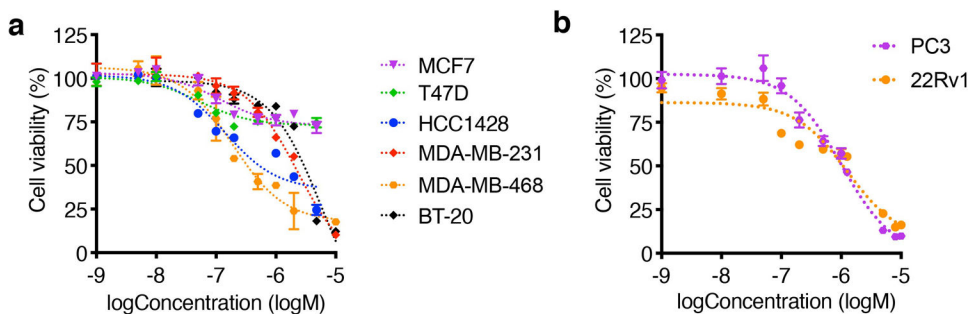 a
Cell viability (%)
125
100
75
50
25
0
-9 -8 -7 -6 -5
logConcentration (logM)
MCF7
T47D
HCC1428
MDA-MB-231
MDA-MB-468
BT-20
b
Cell viability (%)
125
100
75
50
25
0
-9 -8 -7 -6 -5
logConcentration (logM)
PC3
22Rv1